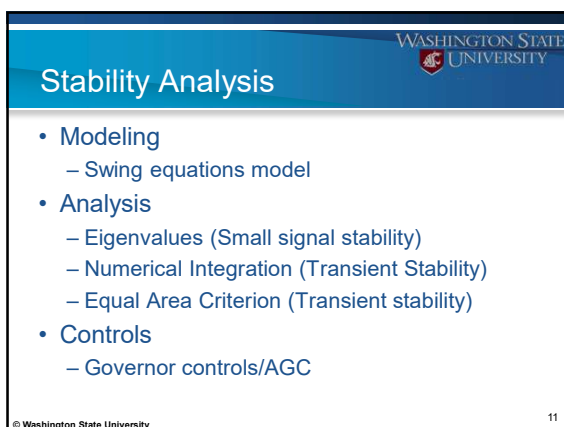 WASHINGTON STATE
UNIVERSITY
Stability Analysis
• Modeling
– Swing equations model
• Analysis
– Eigenvalues (Small signal stability)
– Numerical Integration (Transient Stability)
– Equal Area Criterion (Transient stability)
• Controls
– Governor controls/AGC
© Washington State University
11